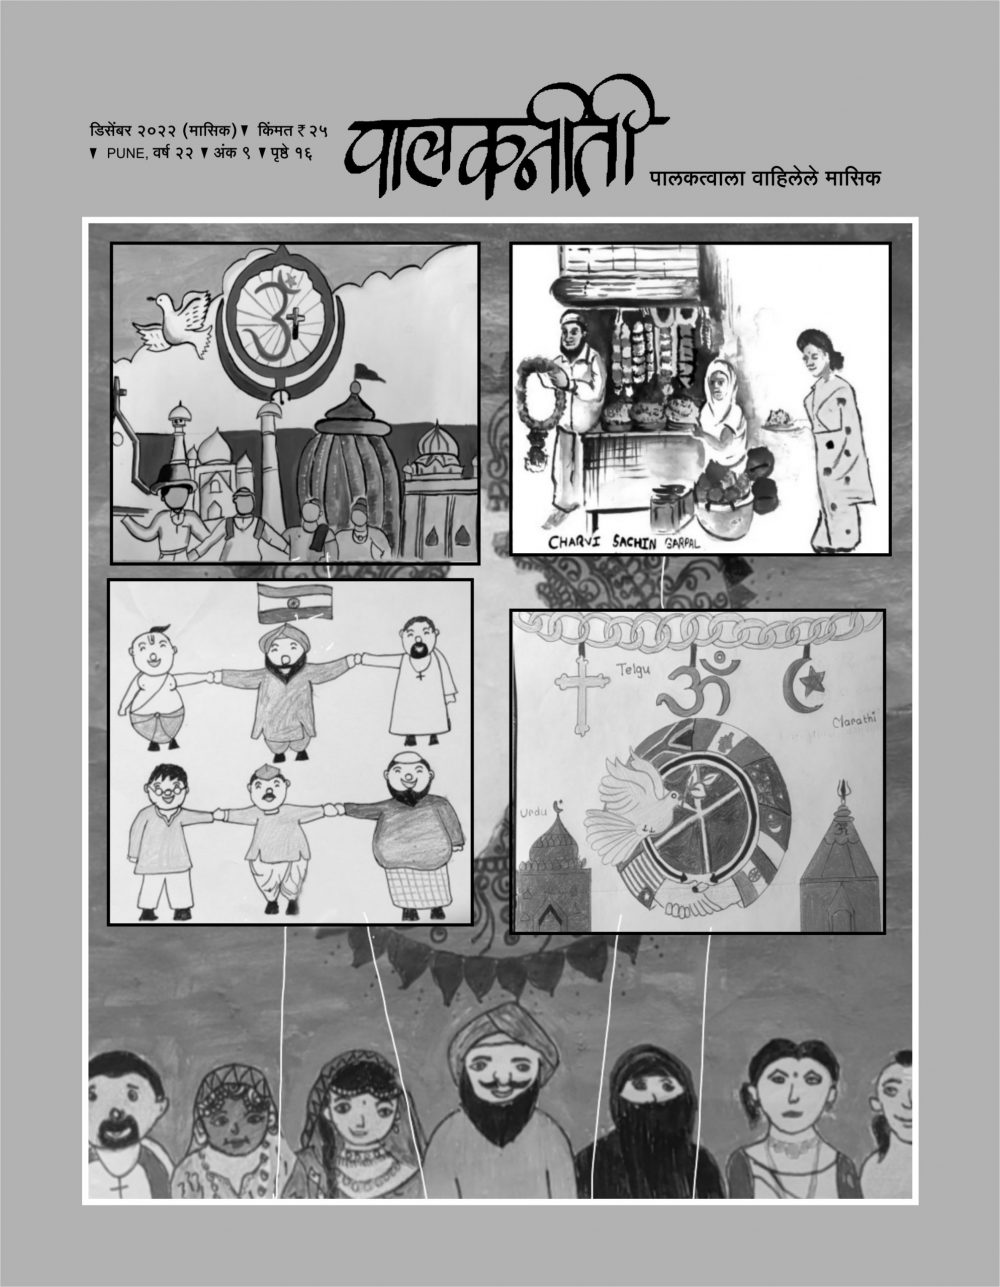 डिसेंबर २०२२ (मासिक) ▼ किंमत ₹ २५
▼ PUNE, वर्ष २२ ▼ अंक ९ ▼ पृष्ठे १६
पालकनीती
पालकत्वाला वाहिलेले मासिक
CHARVI SACHIN GARPAL
Telgu
Marathi
Urdu